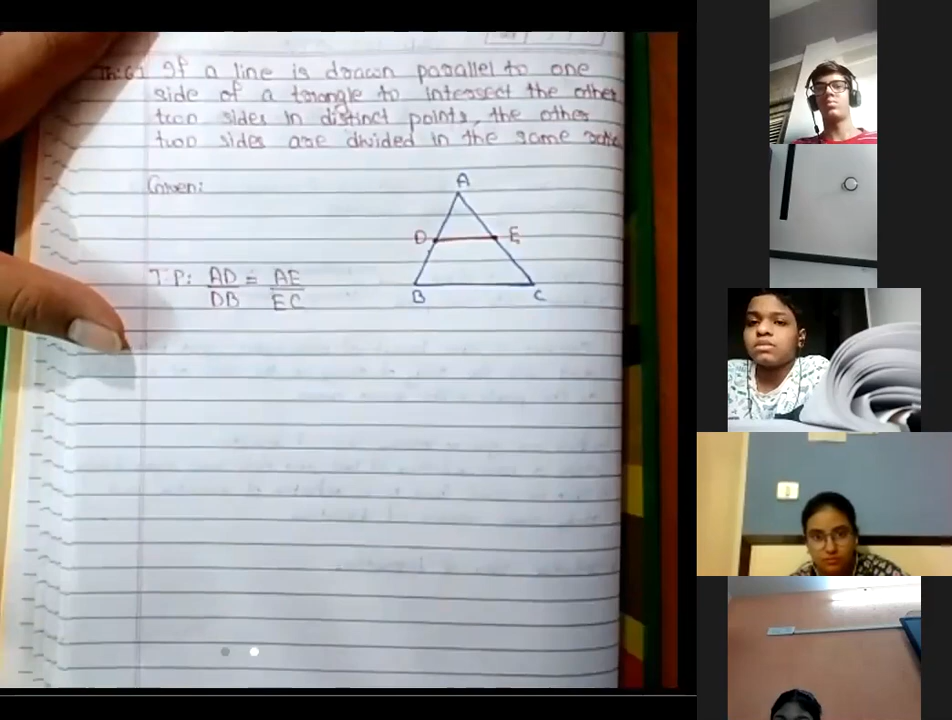 Th:6.1 If a line is drawn parallel to one
side of a triangle to intersect the other
two sides in distinct points, the other
two sides are divided in the same ratio
Given:
A
D E
B C
T.P: AD = AE
DB EC